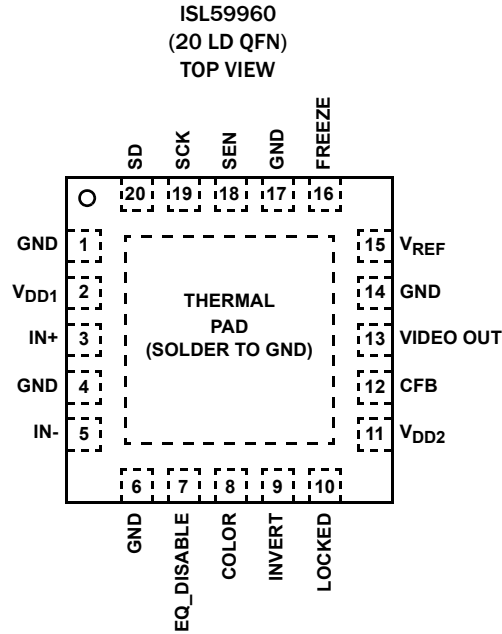 ISL59960
(20 LD QFN)
TOP VIEW
SD
SCK
SEN
GND
FREEZE
20
19
18
17
16
GND 1
VDD1 2
IN+ 3
GND 4
IN- 5
THERMAL
PAD
(SOLDER TO GND)
15 VREF
14 GND
13 VIDEO OUT
12 CFB
11 VDD2
6
7
8
9
10
GND
EQ_DISABLE
COLOR
INVERT
LOCKED